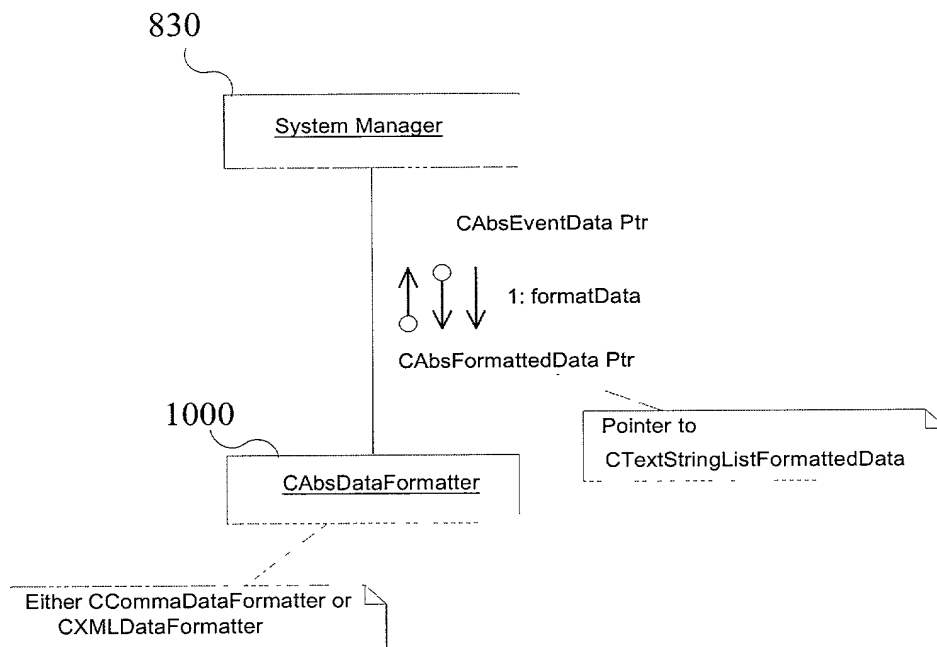 830
System Manager
CAbsEventData Ptr
1: formatData
CAbsFormattedData Ptr
1000
Pointer to
CTextStringListFormattedData
CAbsDataFormatter
Either CCommaDataFormatter or
CXMLDataFormatter